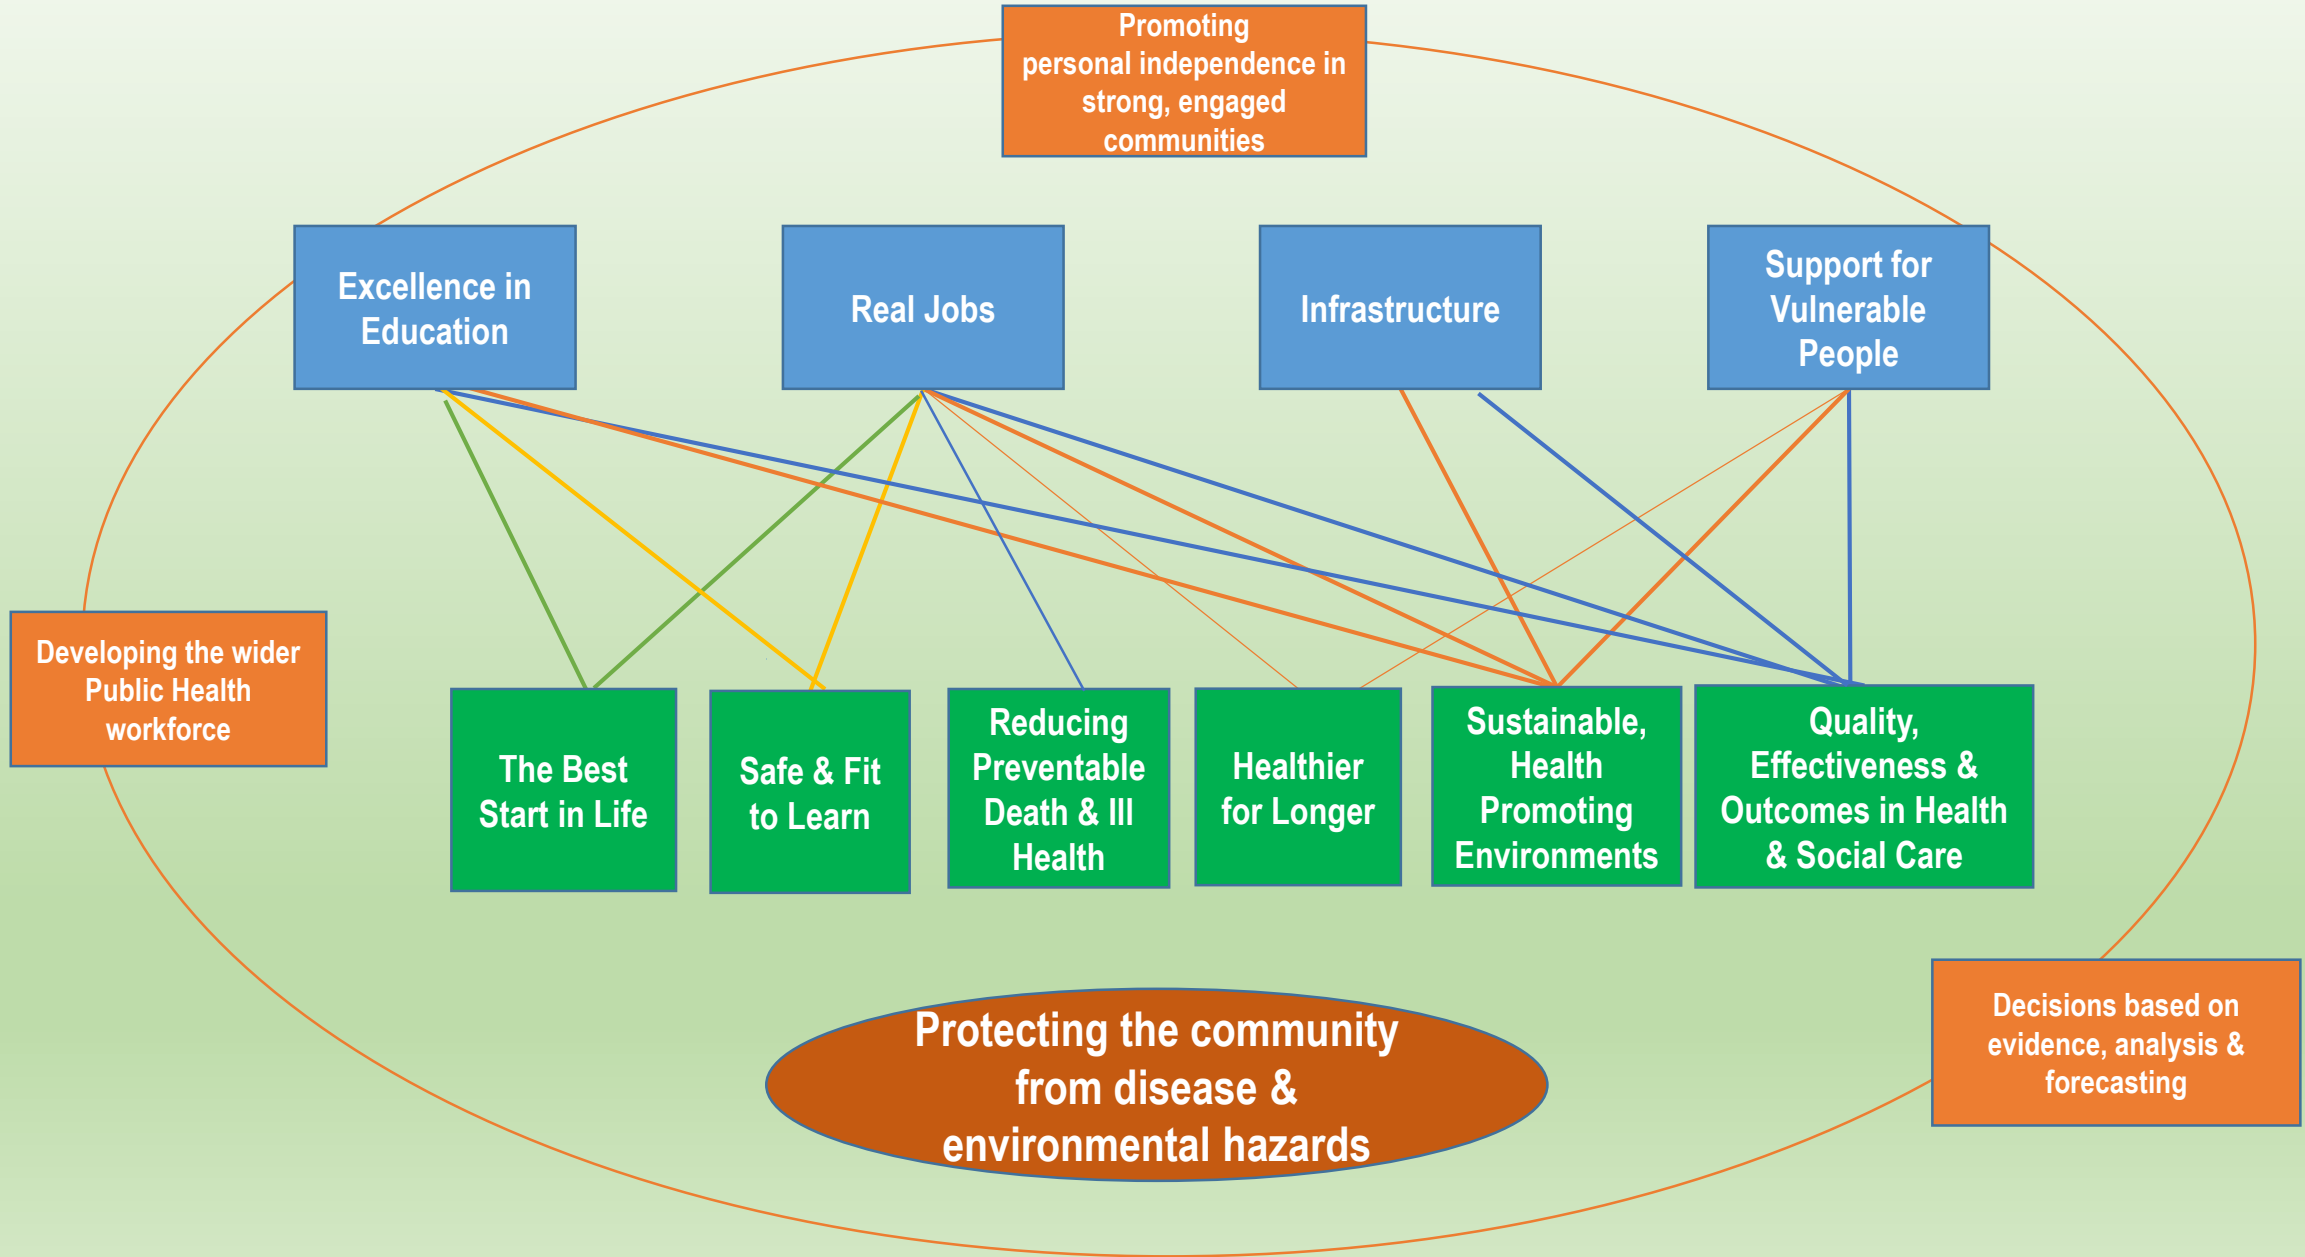 Promoting
personal independence in
strong, engaged
communities
Excellence in
Education
Real Jobs
Infrastructure
Support for
Vulnerable
People
Developing the wider
Public Health
workforce
The Best
Start in Life
Safe & Fit
to Learn
Reducing
Preventable
Death & Ill
Health
Healthier
for Longer
Sustainable,
Health
Promoting
Environments
Quality,
Effectiveness &
Outcomes in Health
& Social Care
Decisions based on
evidence, analysis &
forecasting
Protecting the community
from disease &
environmental hazards